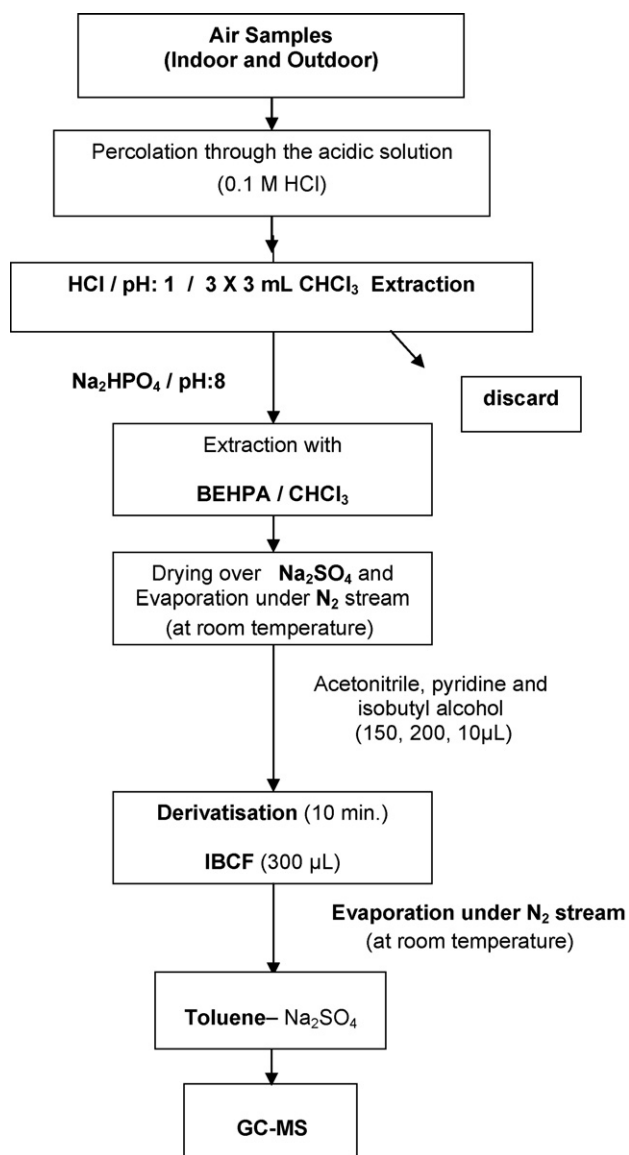 Air Samples
(Indoor and Outdoor)
Percolation through the acidic solution
(0.1 M HCl)
HCl / pH: 1 / 3 X 3 mL CHCl₃ Extraction
Na₂HPO₄ / pH:8
discard
Extraction with
BEHPA / CHCl₃
Drying over Na₂SO₄ and
Evaporation under N₂ stream
(at room temperature)
Acetonitrile, pyridine and
isobutyl alcohol
(150, 200, 10µL)
Derivatisation (10 min.)
IBCF (300 µL)
Evaporation under N₂ stream
(at room temperature)
Toluene– Na₂SO₄
GC-MS